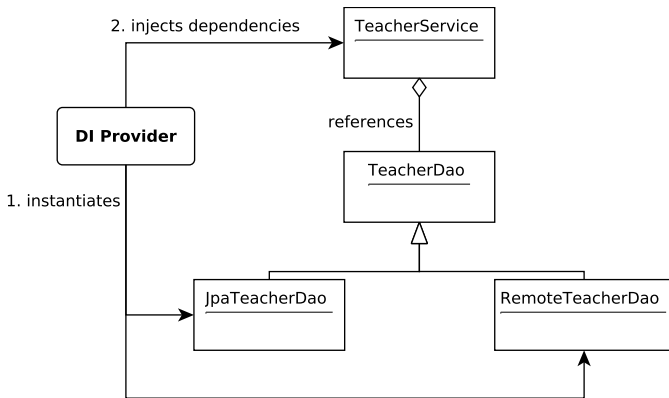 2. injects dependencies
TeacherService
DI Provider
references
TeacherDao
1. instantiates
JpaTeacherDao
RemoteTeacherDao